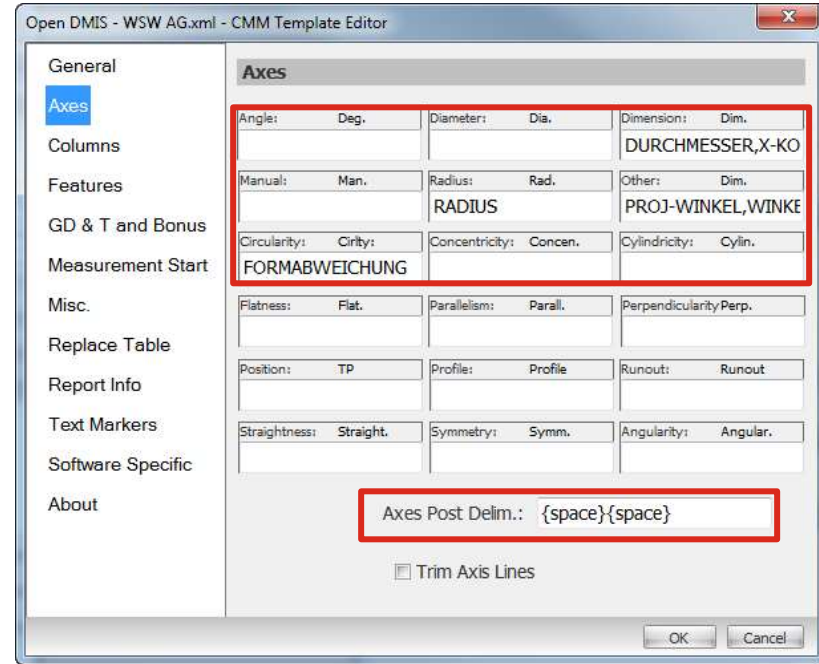 Open DMIS - WSW AG.xml - CMM Template Editor
General
Axes
Columns
Features
GD & T and Bonus
Measurement Start
Misc.
Replace Table
Report Info
Text Markers
Software Specific
About
Axes
Angle: Deg. Diameter: Dia. Dimension: Dim.
DURCHMESSER,X-KO
Manual: Man. Radius: Rad. Other: Dim.
RADIUS PROJ-WINKEL,WINKE
Circularity: Cirlty: Concentricity: Concen. Cylindricity: Cylin.
FORMABWEICHUNG
Flatness: Flat. Parallelism: Parall. Perpendicularity Perp.
Position: TP Profile: Profile Runout: Runout
Straightness: Straight. Symmetry: Symm. Angularity: Angular.
Axes Post Delim.: {space}{space}
Trim Axis Lines
OK Cancel